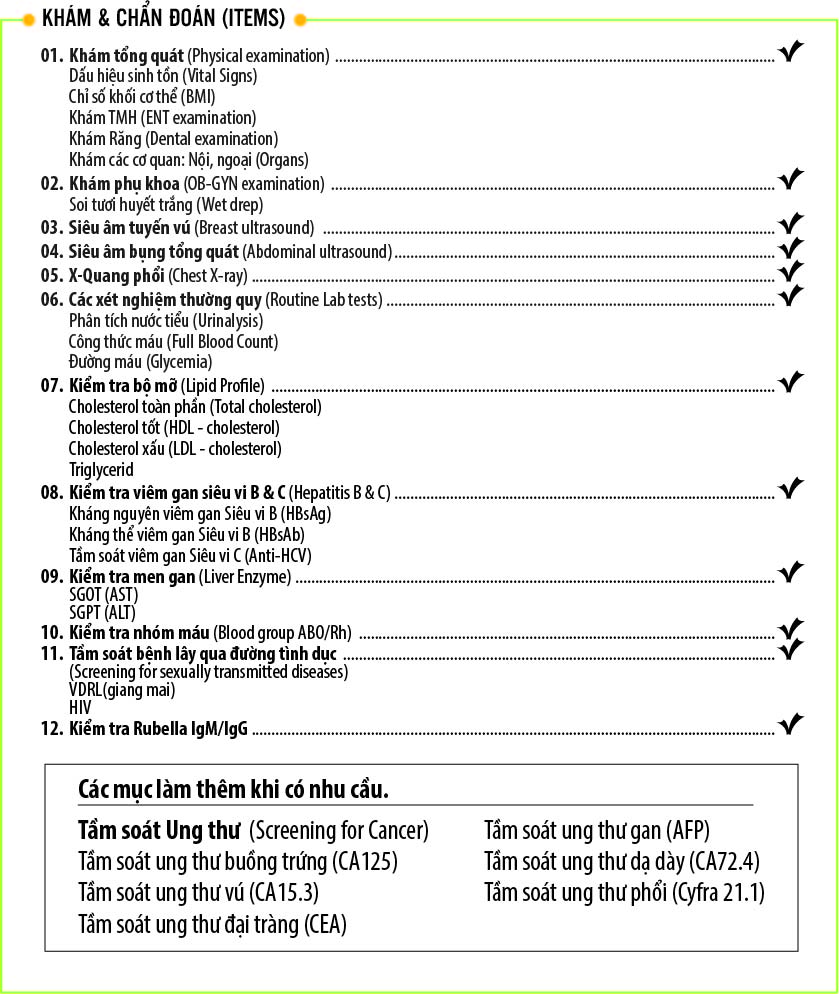 KHÁM & CHẨN ĐOÁN (ITEMS)
01. Khám tổng quát (Physical examination) ✓
Dấu hiệu sinh tồn (Vital Signs)
Chỉ số khối cơ thể (BMI)
Khám TMH (ENT examination)
Khám Răng (Dental examination)
Khám các cơ quan: Nội, ngoại (Organs)
02. Khám phụ khoa (OB-GYN examination) ✓
Soi tươi huyết trắng (Wet drep)
03. Siêu âm tuyến vú (Breast ultrasound) ✓
04. Siêu âm bụng tổng quát (Abdominal ultrasound) ✓
05. X-Quang phổi (Chest X-ray) ✓
06. Các xét nghiệm thường quy (Routine Lab tests) ✓
Phân tích nước tiểu (Urinalysis)
Công thức máu (Full Blood Count)
Đường máu (Glycemia)
07. Kiểm tra bộ mỡ (Lipid Profile) ✓
Cholesterol toàn phần (Total cholesterol)
Cholesterol tốt (HDL - cholesterol)
Cholesterol xấu (LDL - cholesterol)
Triglycerid
08. Kiểm tra viêm gan siêu vi B & C (Hepatitis B & C) ✓
Kháng nguyên viêm gan Siêu vi B (HBsAg)
Kháng thể viêm gan Siêu vi B (HBsAb)
Tầm soát viêm gan Siêu vi C (Anti-HCV)
09. Kiểm tra men gan (Liver Enzyme) ✓
SGOT (AST)
SGPT (ALT)
10. Kiểm tra nhóm máu (Blood group ABO/Rh) ✓
11. Tầm soát bệnh lây qua đường tình dục ✓
(Screening for sexually transmitted diseases)
VDRL(giang mai)
HIV
12. Kiểm tra Rubella IgM/IgG ✓
Các mục làm thêm khi có nhu cầu.
Tầm soát Ung thư (Screening for Cancer)
Tầm soát ung thư buồng trứng (CA125)
Tầm soát ung thư vú (CA15.3)
Tầm soát ung thư đại tràng (CEA)
Tầm soát ung thư gan (AFP)
Tầm soát ung thư dạ dày (CA72.4)
Tầm soát ung thư phổi (Cyfra 21.1)